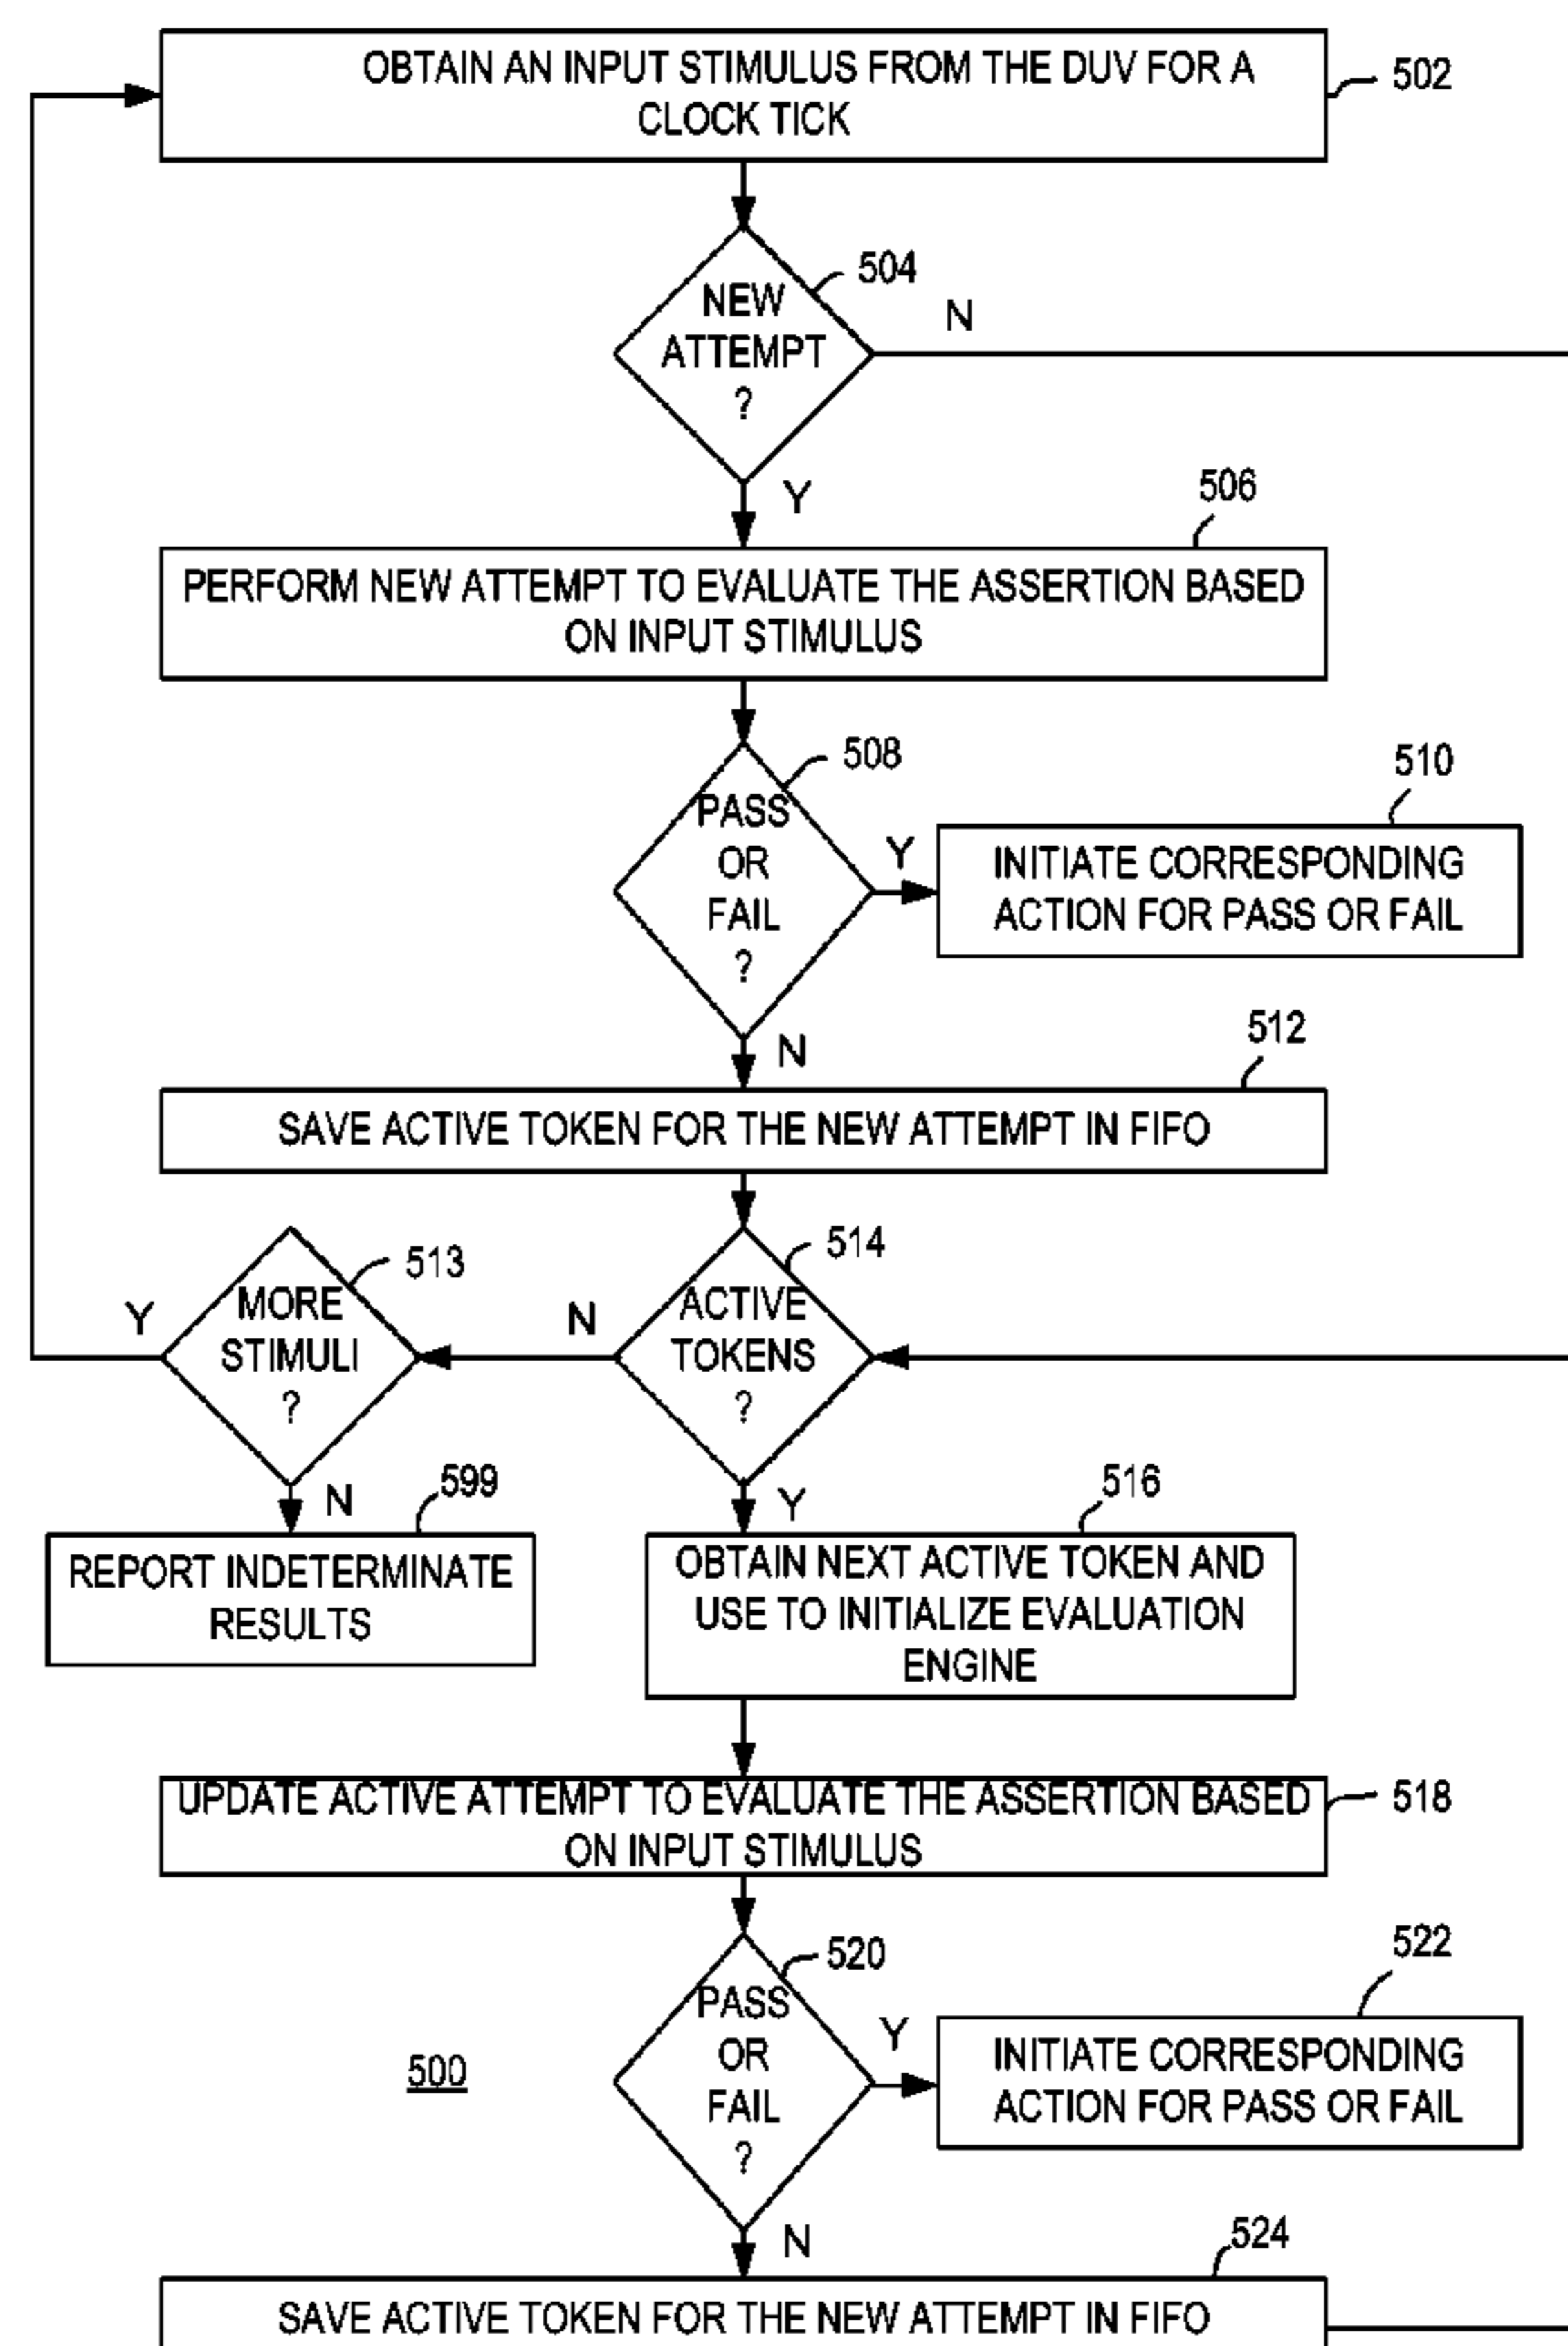 OBTAIN AN INPUT STIMULUS FROM THE DUV FOR A
CLOCK TICK
502
504
NEW
ATTEMPT
?
N
Y
506
PERFORM NEW ATTEMPT TO EVALUATE THE ASSERTION BASED
ON INPUT STIMULUS
508
PASS
OR
FAIL
?
Y
510
INITIATE CORRESPONDING
ACTION FOR PASS OR FAIL
N
512
SAVE ACTIVE TOKEN FOR THE NEW ATTEMPT IN FIFO
514
ACTIVE
TOKENS
?
N
513
MORE
STIMULI
?
Y
N
599
REPORT INDETERMINATE
RESULTS
Y
516
OBTAIN NEXT ACTIVE TOKEN AND
USE TO INITIALIZE EVALUATION
ENGINE
UPDATE ACTIVE ATTEMPT TO EVALUATE THE ASSERTION BASED
ON INPUT STIMULUS
518
520
PASS
OR
FAIL
?
Y
522
INITIATE CORRESPONDING
ACTION FOR PASS OR FAIL
500
N
524
SAVE ACTIVE TOKEN FOR THE NEW ATTEMPT IN FIFO